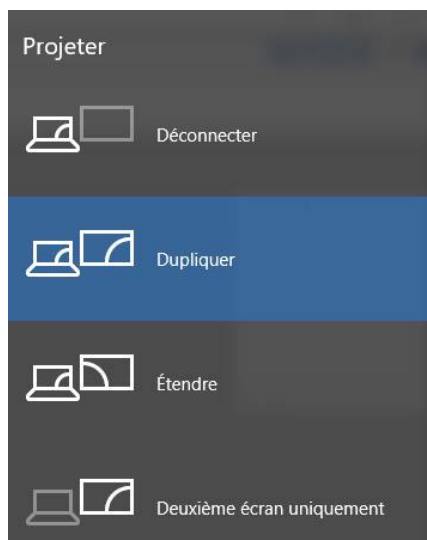 Projeter
Déconnecter
Dupliquer
Étendre
Deuxième écran uniquement